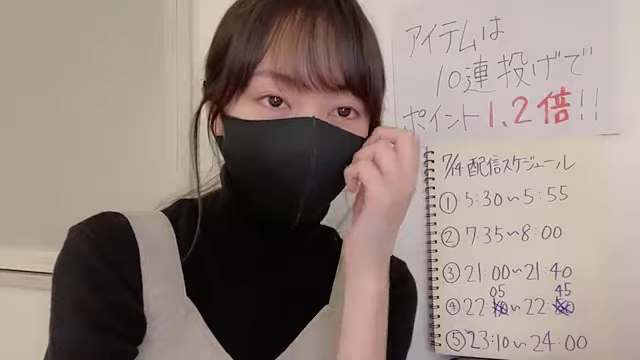 アイテムは
10連投げで
ポイント1.2倍!!
7/14配信スケジュール
① 5:30〜5:55
② 7:35〜8:00
③ 21:00〜21:40
05 45
④ 22: 〜22:
⑤ 23:10〜24:00